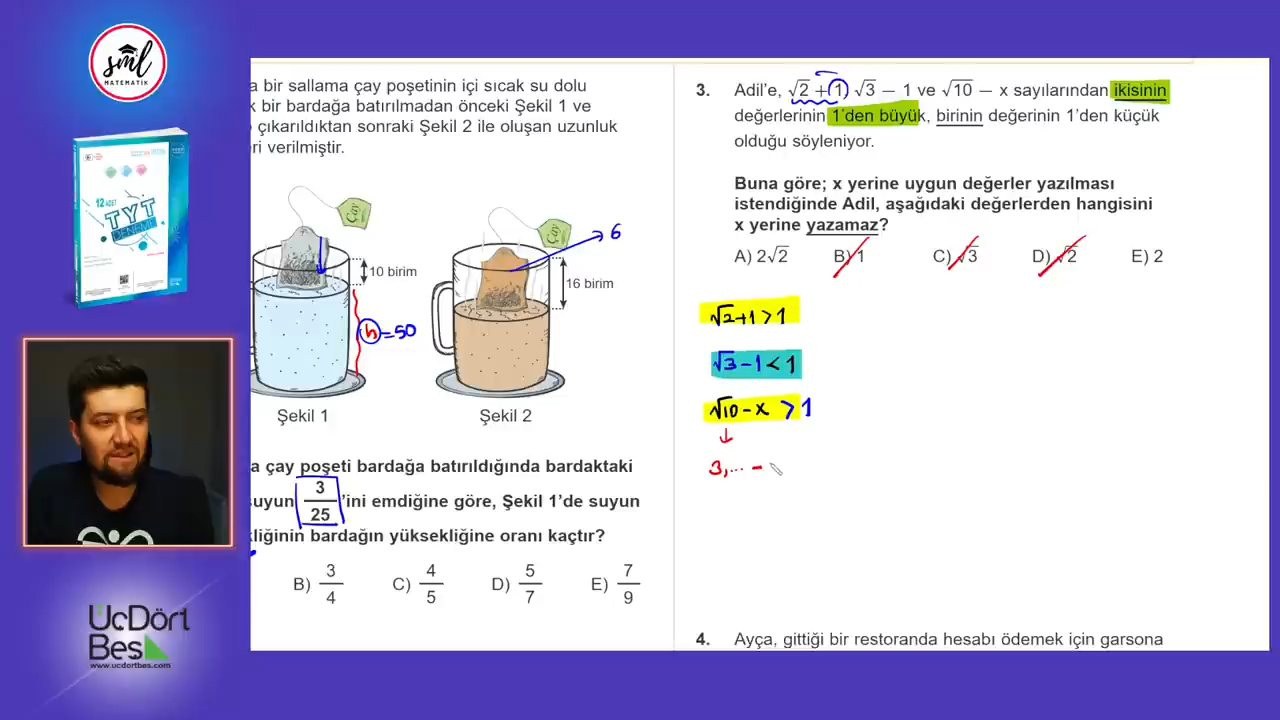 sml
MATEMATİK
12 ADET
TYT
DENEME
ÜcDört
Bes
www.ucdortbes.com
a bir sallama çay poşetinin içi sıcak su dolu
k bir bardağa batırılmadan önceki Şekil 1 ve
çıkarıldıktan sonraki Şekil 2 ile oluşan uzunluk
ri verilmiştir.
Çay
Çay
6
10 birim
16 birim
h = 50
Şekil 1
Şekil 2
a çay poşeti bardağa batırıldığında bardaktaki
suyun 3/25 'ini emdiğine göre, Şekil 1'de suyun
kliğinin bardağın yüksekliğine oranı kaçtır?
B) 3/4 C) 4/5 D) 5/7 E) 7/9
3. Adil'e, √2 + 1, √3 − 1 ve √10 − x sayılarından ikisinin
değerlerinin 1'den büyük, birinin değerinin 1'den küçük
olduğu söyleniyor.
Buna göre; x yerine uygun değerler yazılması
istendiğinde Adil, aşağıdaki değerlerden hangisini
x yerine yazamaz?
A) 2√2 B) 1 C) √3 D) √2 E) 2
√2+1 > 1
√3 − 1 < 1
√10 − x > 1
3,... −
4. Ayça, gittiği bir restoranda hesabı ödemek için garsona